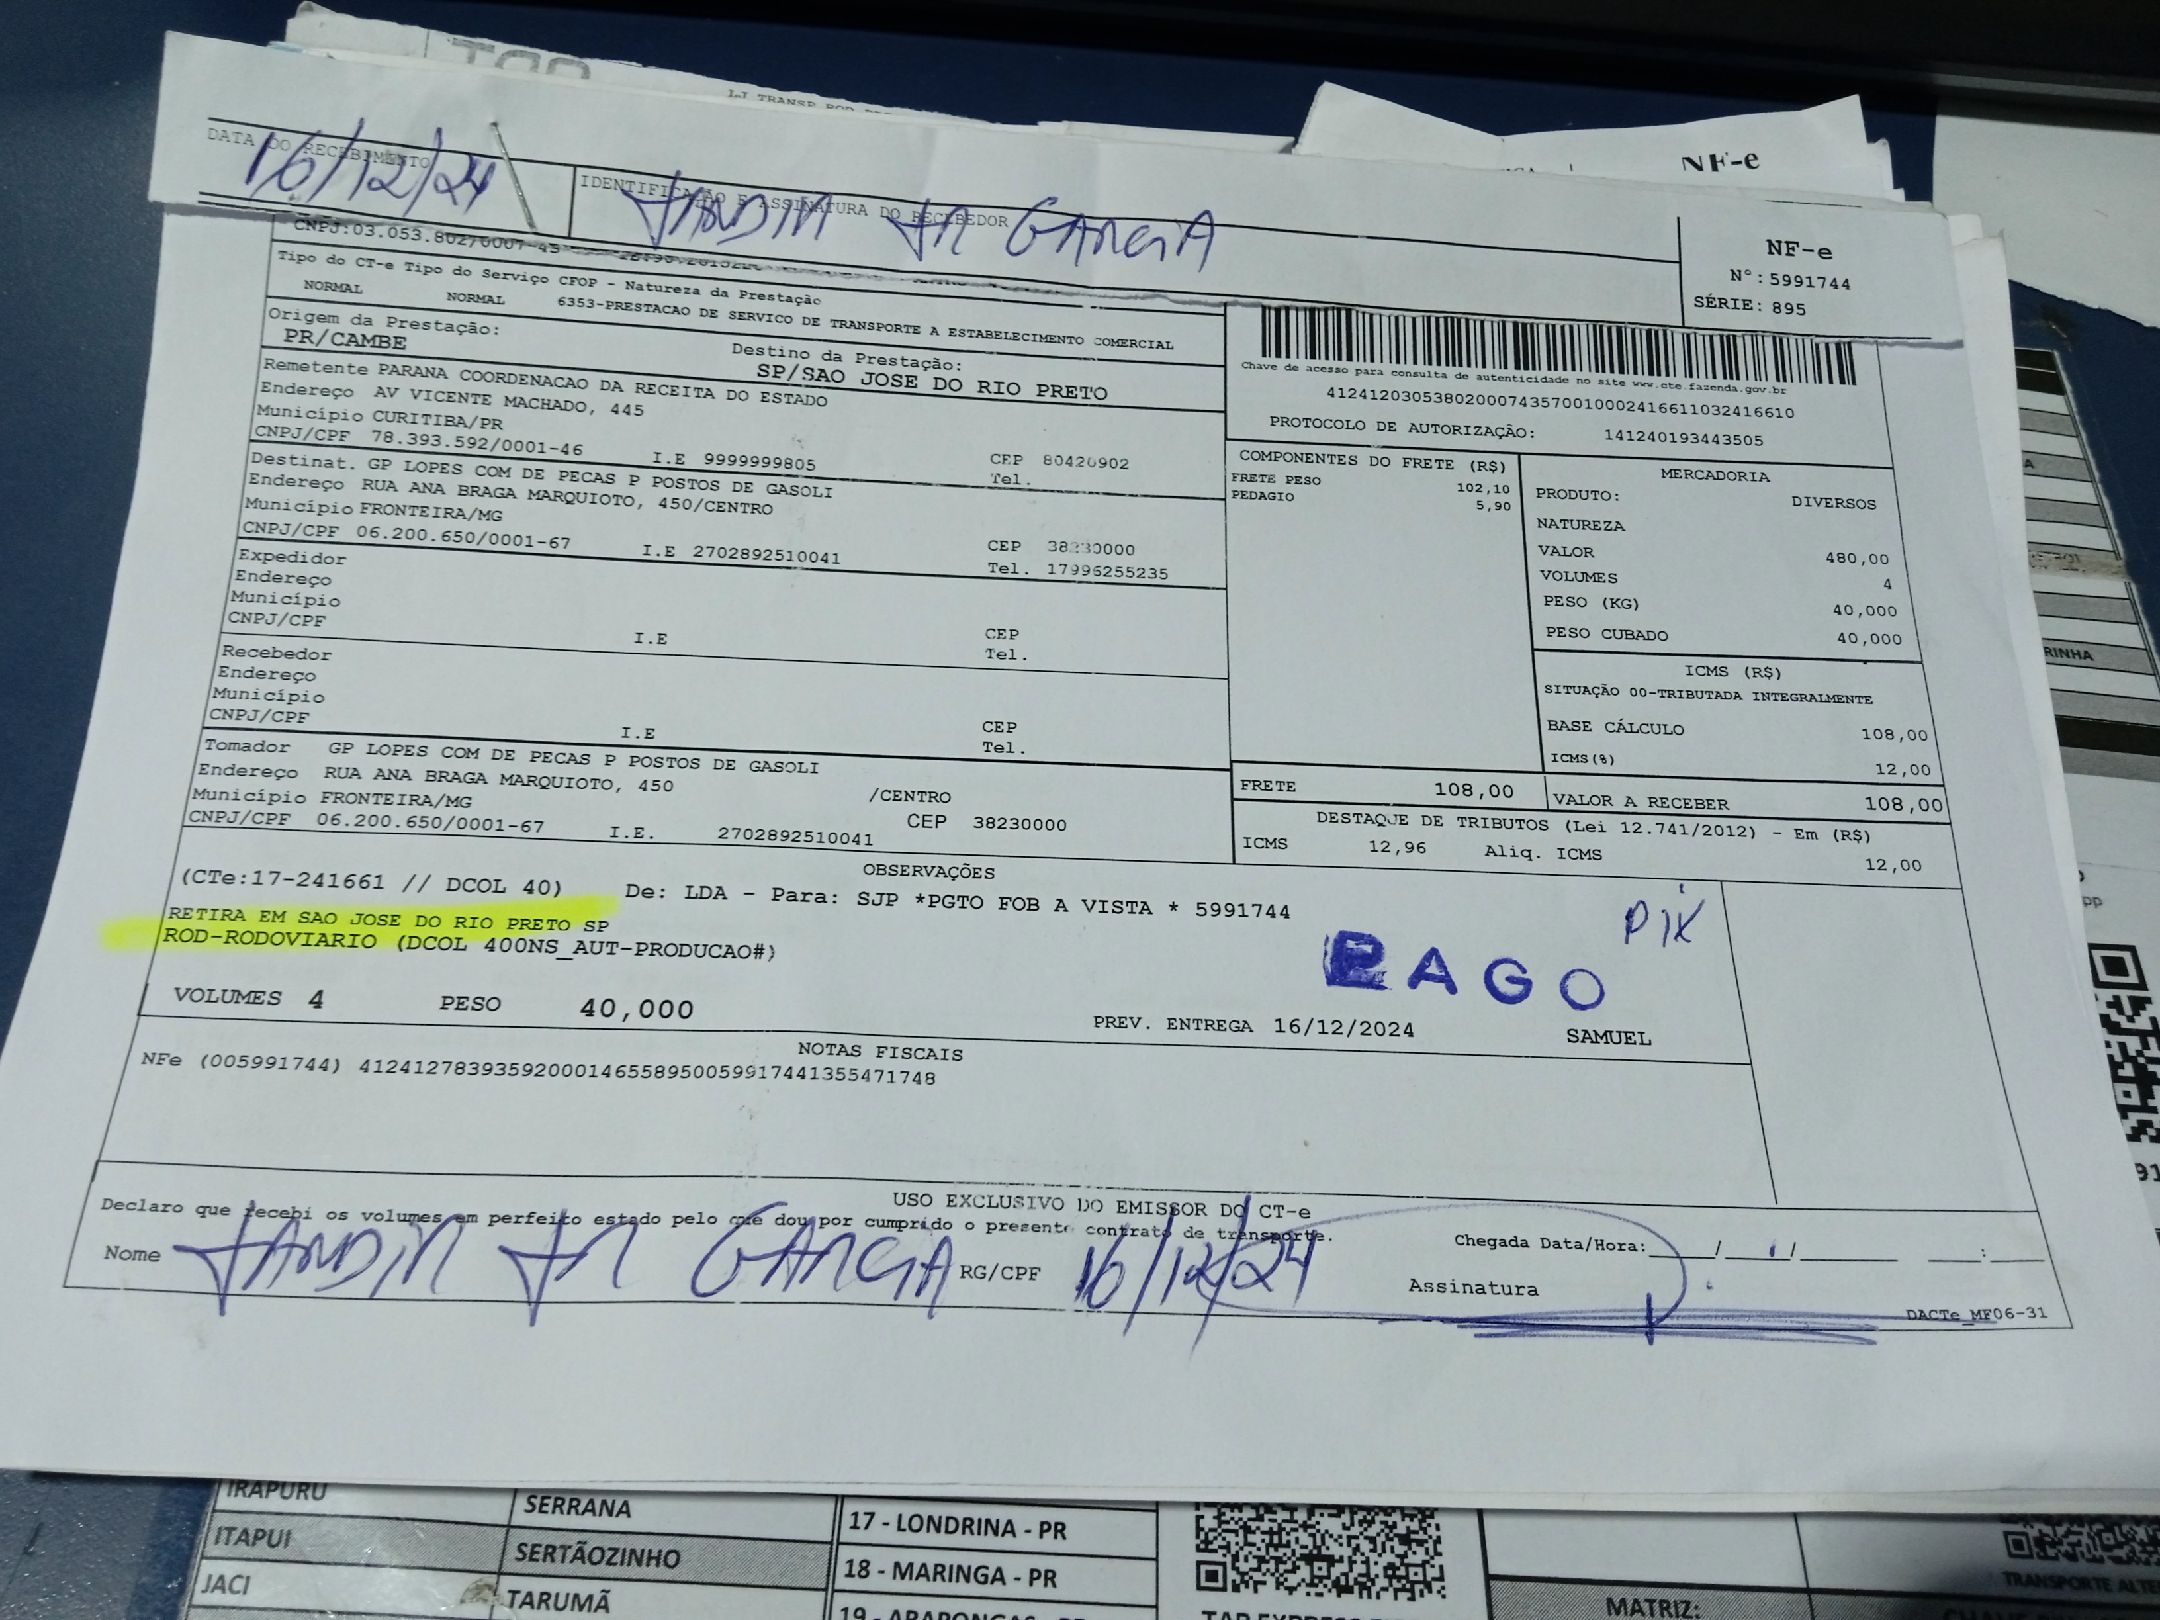 NF-e
DATA DO RECEBIMENTO
16/12/24
IDENTIFICAÇÃO E ASSINATURA DO RECEBEDOR
JANDIR JR GARCIA
NF-e
Nº: 5991744
SÉRIE: 895
CNPJ:03.053.802/0007-43
Tipo do CT-e Tipo do Serviço CFOP - Natureza da Prestação
NORMAL NORMAL 6353-PRESTACAO DE SERVICO DE TRANSPORTE A ESTABELECIMENTO COMERCIAL
Origem da Prestação:
PR/CAMBE
Destino da Prestação:
SP/SAO JOSE DO RIO PRETO
Chave de acesso para consulta de autenticidade no site www.cte.fazenda.gov.br
41241203053802000743570010002416611032416610
PROTOCOLO DE AUTORIZAÇÃO: 141240193443505
Remetente PARANA COORDENACAO DA RECEITA DO ESTADO
Endereço AV VICENTE MACHADO, 445
Município CURITIBA/PR
CNPJ/CPF 78.393.592/0001-46 I.E 9999999805 CEP 80420902
Tel.
Destinat. GP LOPES COM DE PECAS P POSTOS DE GASOLI
Endereço RUA ANA BRAGA MARQUIOTO, 450/CENTRO
Município FRONTEIRA/MG
CNPJ/CPF 06.200.650/0001-67 I.E 2702892510041 CEP 38230000
Tel. 17996255235
Expedidor
Endereço
Município
CNPJ/CPF I.E CEP
Tel.
Recebedor
Endereço
Município
CNPJ/CPF I.E CEP
Tel.
Tomador GP LOPES COM DE PECAS P POSTOS DE GASOLI
Endereço RUA ANA BRAGA MARQUIOTO, 450 /CENTRO
Município FRONTEIRA/MG CEP 38230000
CNPJ/CPF 06.200.650/0001-67 I.E. 2702892510041
COMPONENTES DO FRETE (R$)
FRETE PESO 102,10
PEDAGIO 5,90
MERCADORIA
PRODUTO: DIVERSOS
NATUREZA
VALOR 480,00
VOLUMES 4
PESO (KG) 40,000
PESO CUBADO 40,000
ICMS (R$)
SITUAÇÃO 00-TRIBUTADA INTEGRALMENTE
BASE CÁLCULO 108,00
ICMS(%) 12,00
FRETE 108,00 VALOR A RECEBER 108,00
DESTAQUE DE TRIBUTOS (Lei 12.741/2012) - Em (R$)
ICMS 12,96 Aliq. ICMS 12,00
OBSERVAÇÕES
(CTe:17-241661 // DCOL 40) De: LDA - Para: SJP *PGTO FOB A VISTA * 5991744
RETIRA EM SAO JOSE DO RIO PRETO SP
ROD-RODOVIARIO (DCOL 400NS_AUT-PRODUCAO#)
PIX
PAGO
VOLUMES 4 PESO 40,000 PREV. ENTREGA 16/12/2024 SAMUEL
NOTAS FISCAIS
NFe (005991744) 41241278393592000146558950059917441355471748
USO EXCLUSIVO DO EMISSOR DO CT-e
Declaro que recebi os volumes em perfeito estado pelo que dou por cumprido o presente contrato de transporte.
Nome JANDIR JR GARCIA RG/CPF 16/12/24
Chegada Data/Hora: / / :
Assinatura
DACTe_MF06-31
IRAPURU SERRANA 17 - LONDRINA - PR
ITAPUI SERTÃOZINHO 18 - MARINGA - PR
JACI TARUMÃ
MATRIZ: